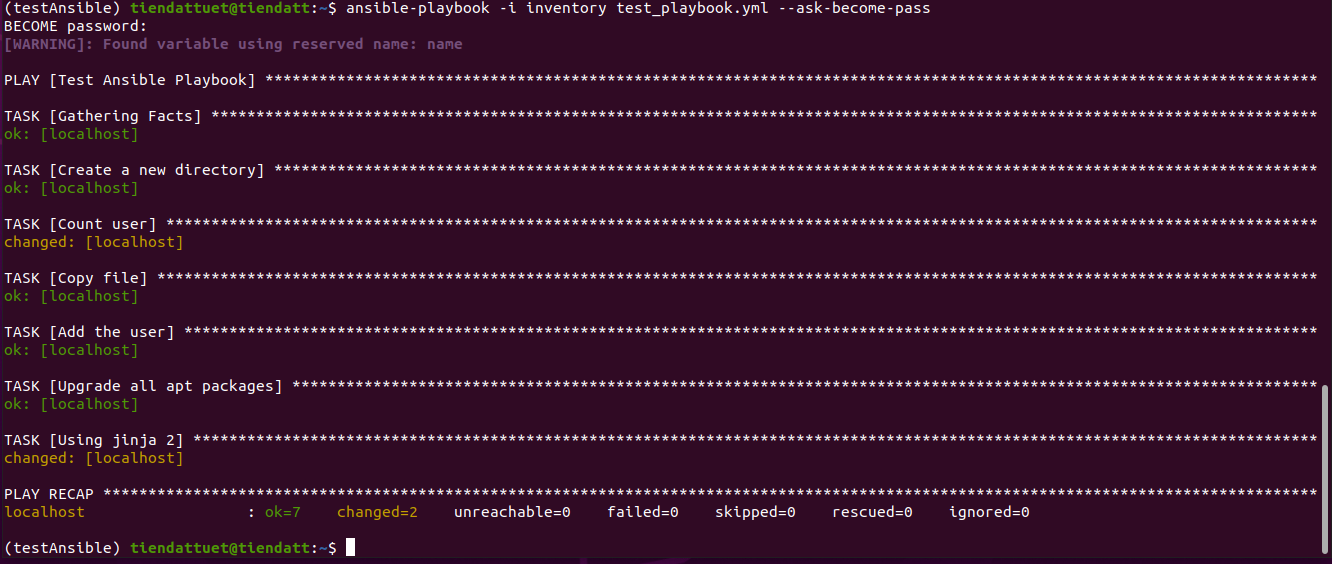 (testAnsible) tiendattuet@tiendatt:~$ ansible-playbook -i inventory test_playbook.yml --ask-become-pass
BECOME password:
[WARNING]: Found variable using reserved name: name
PLAY [Test Ansible Playbook] *********************************************************************************************************************
TASK [Gathering Facts] ***************************************************************************************************************************
ok: [localhost]
TASK [Create a new directory] ********************************************************************************************************************
ok: [localhost]
TASK [Count user] ********************************************************************************************************************************
changed: [localhost]
TASK [Copy file] *********************************************************************************************************************************
ok: [localhost]
TASK [Add the user] ******************************************************************************************************************************
ok: [localhost]
TASK [Upgrade all apt packages] ******************************************************************************************************************
ok: [localhost]
TASK [Using jinja 2] *****************************************************************************************************************************
changed: [localhost]
PLAY RECAP ***************************************************************************************************************************************
localhost                  : ok=7    changed=2    unreachable=0    failed=0    skipped=0    rescued=0    ignored=0
(testAnsible) tiendattuet@tiendatt:~$